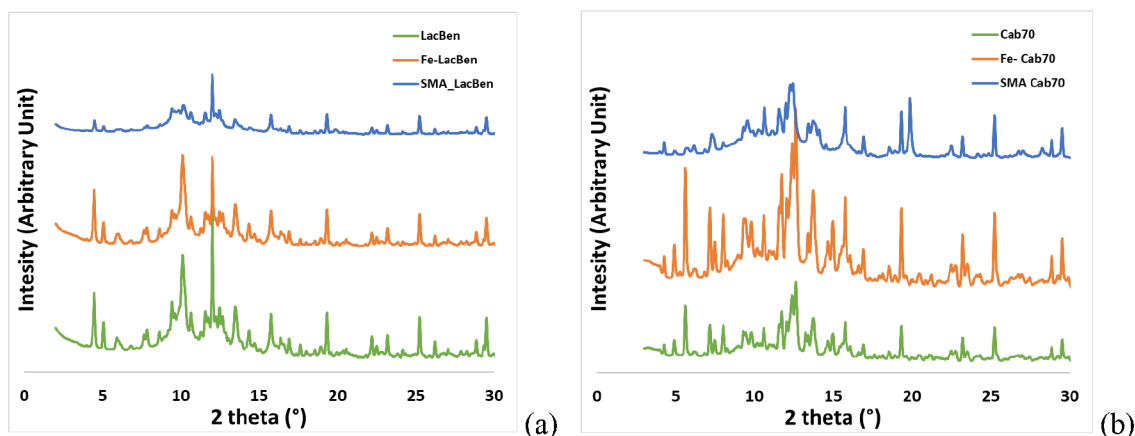 LacBen
Fe-LacBen
SMA_LacBen
Intesity (Arbitrary Unit)
0 5 10 15 20 25 30
2 theta (°)
(a)
Cab70
Fe- Cab70
SMA Cab70
Intesity (Arbitrary Unit)
0 5 10 15 20 25 30
2 theta (°)
(b)